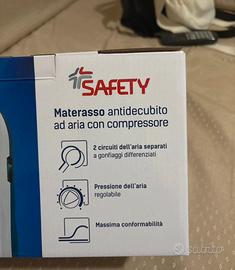 SAFETY
Materasso antidecubito
ad aria con compressore
2 circuiti dell'aria separati
a gonfiaggi differenziati
Pressione dell'aria
regolabile
Massima conformabilità
subito